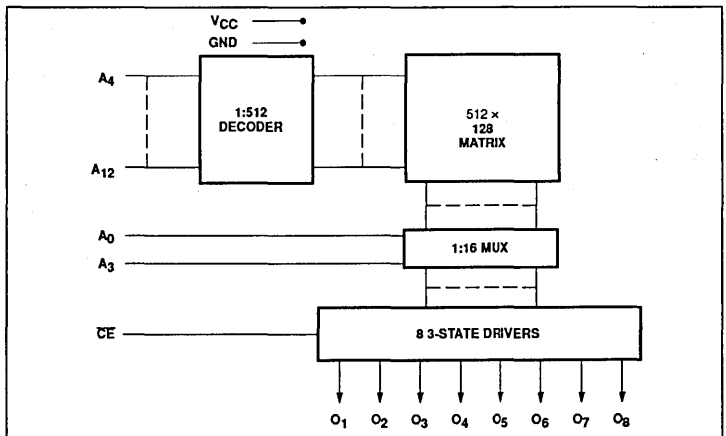 VCC
GND
A4
1:512
DECODER
512 ×
128
MATRIX
A12
A0
1:16 MUX
A3
CE
8 3-STATE DRIVERS
O1 O2 O3 O4 O5 O6 O7 O8